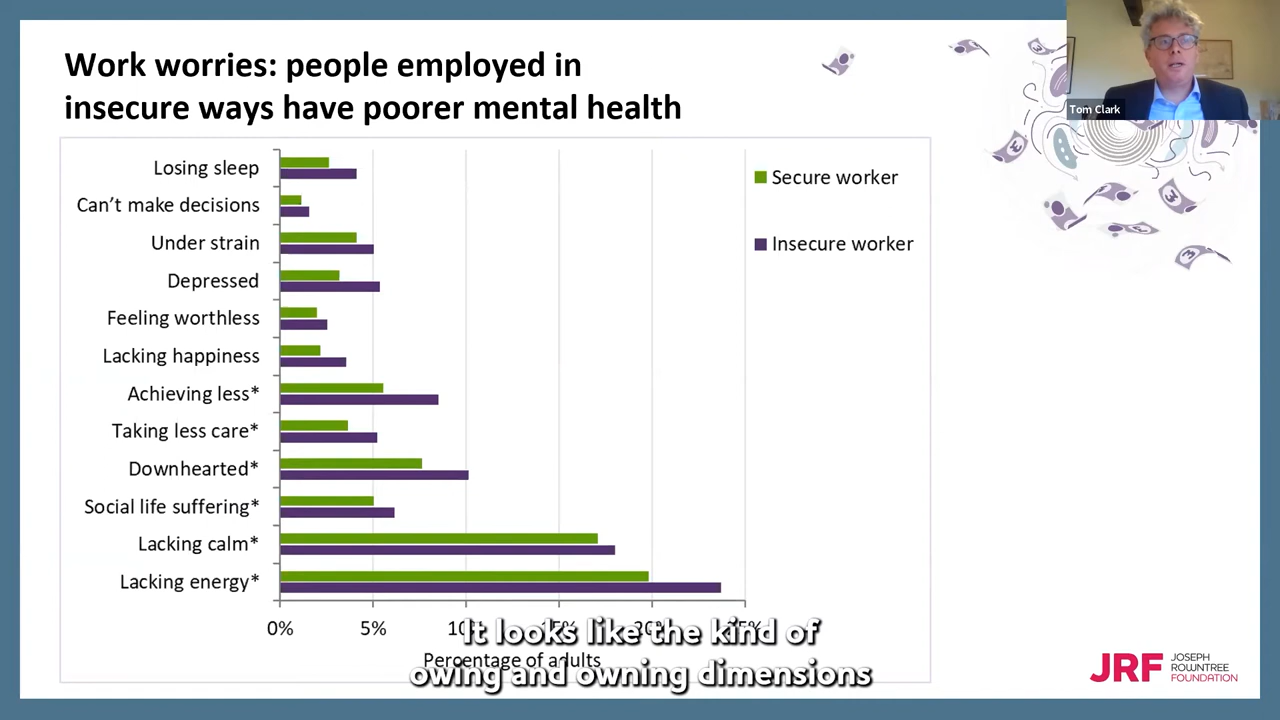 Work worries: people employed in
insecure ways have poorer mental health
Tom Clark
Secure worker
Insecure worker
Losing sleep
Can't make decisions
Under strain
Depressed
Feeling worthless
Lacking happiness
Achieving less*
Taking less care*
Downhearted*
Social life suffering*
Lacking calm*
Lacking energy*
0% 5%
Percentage of adults
It looks like the kind of
owing and owning dimensions
JRF JOSEPH
ROUNTREE
FOUNDATION